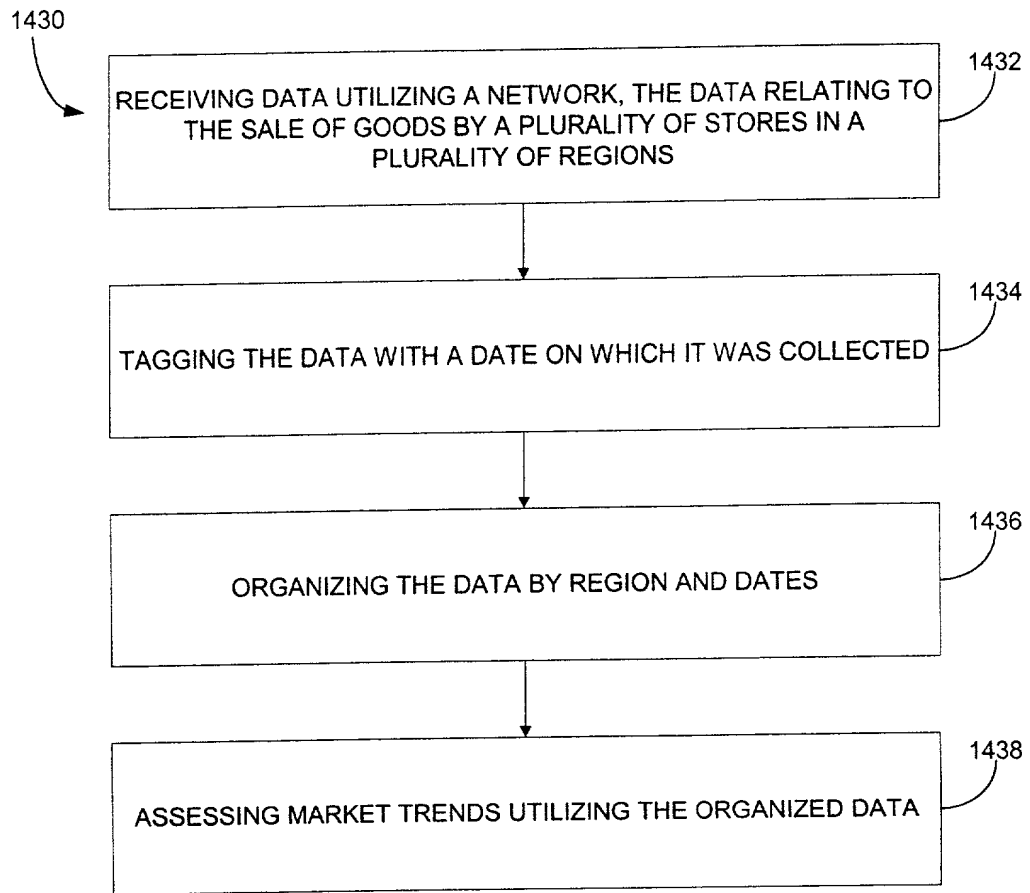 1430
1432
RECEIVING DATA UTILIZING A NETWORK, THE DATA RELATING TO
THE SALE OF GOODS BY A PLURALITY OF STORES IN A
PLURALITY OF REGIONS
1434
TAGGING THE DATA WITH A DATE ON WHICH IT WAS COLLECTED
1436
ORGANIZING THE DATA BY REGION AND DATES
1438
ASSESSING MARKET TRENDS UTILIZING THE ORGANIZED DATA